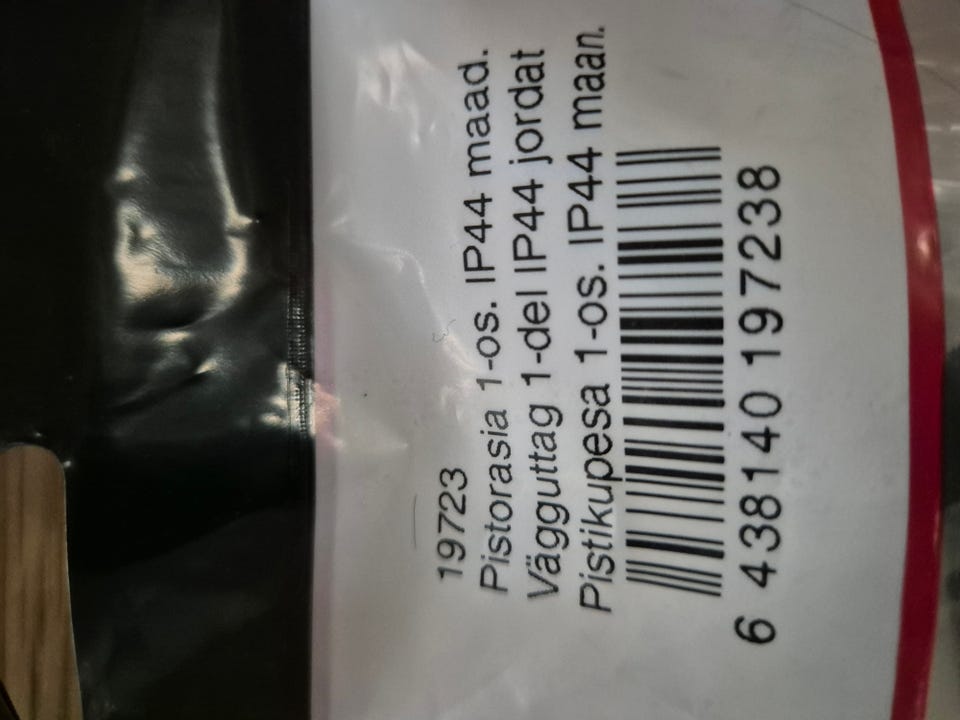 19723
Pistorasia 1-os. IP44 maad.
Vägguttag 1-del IP44 jordat
Pistikupesa 1-os. IP44 maan.
6 438140 197238